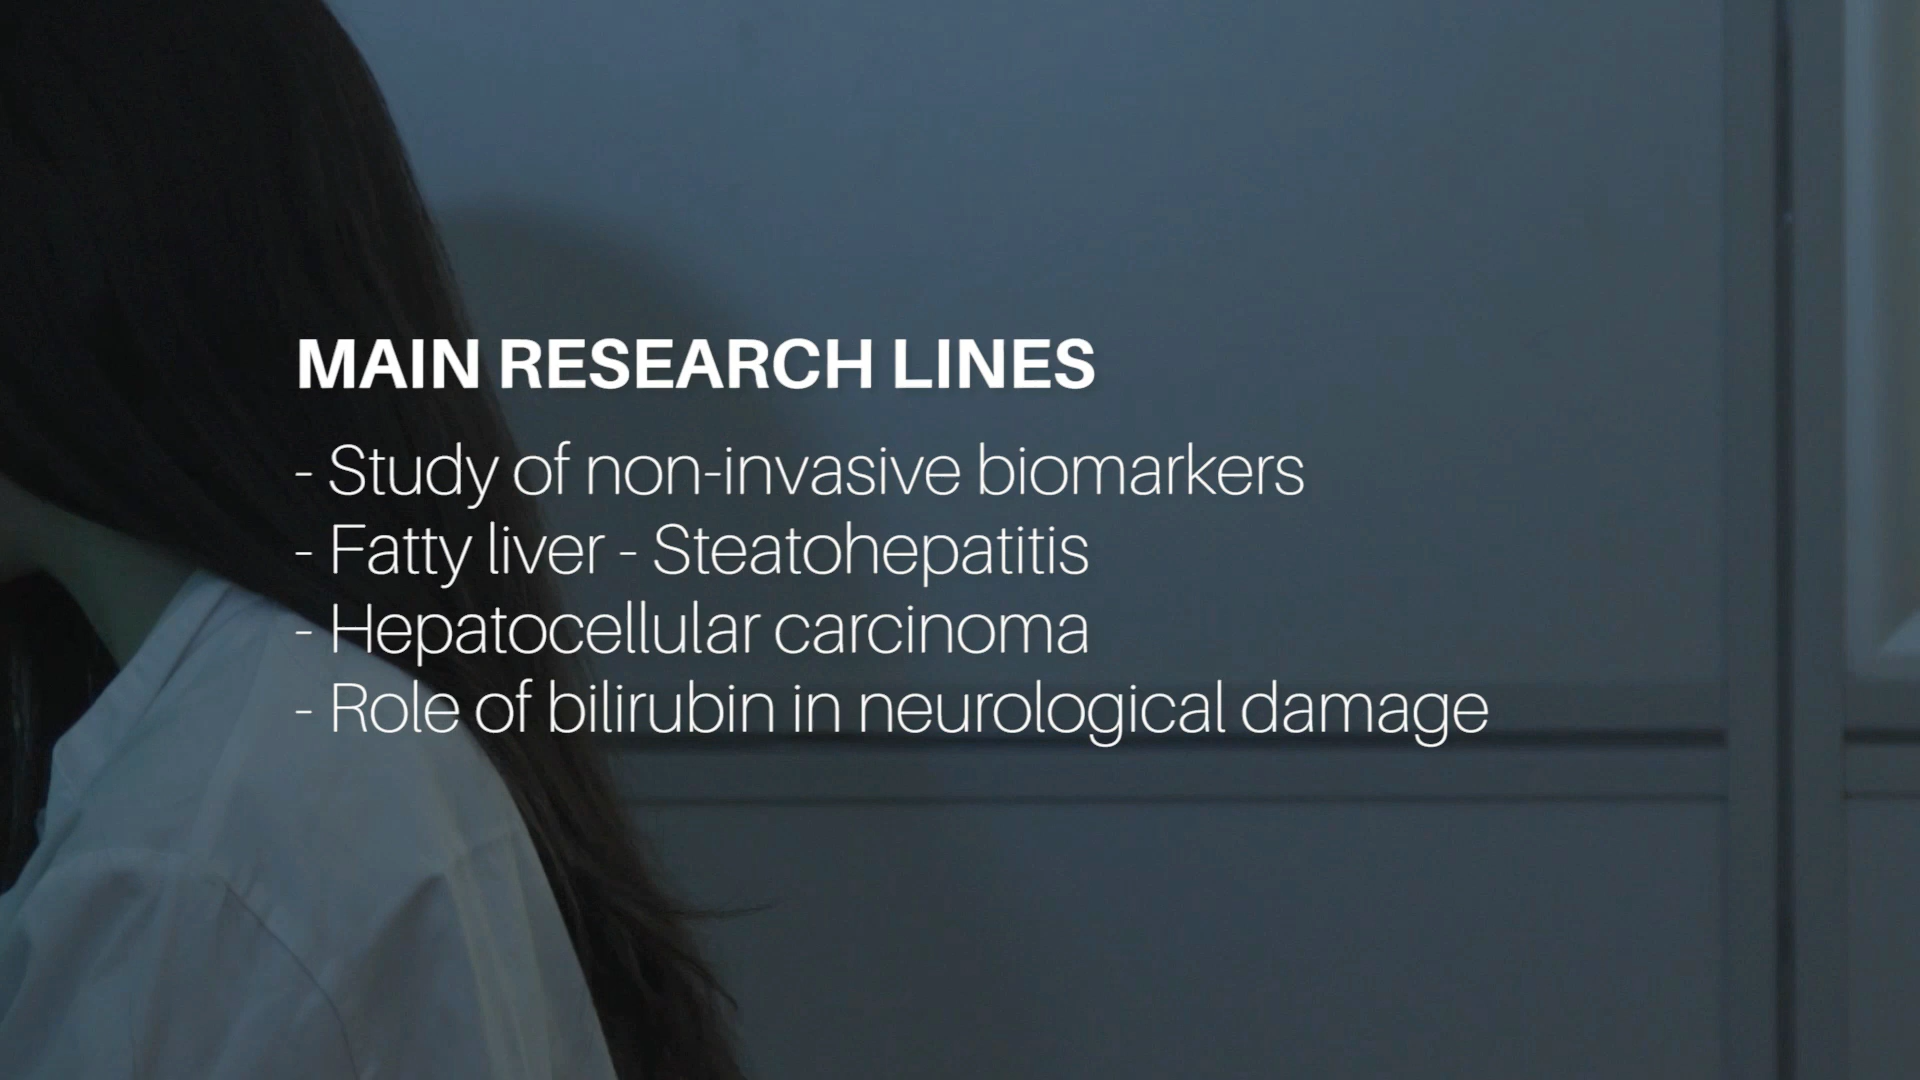 MAIN RESEARCH LINES
- Study of non-invasive biomarkers
- Fatty liver - Steatohepatitis
- Hepatocellular carcinoma
- Role of bilirubin in neurological damage